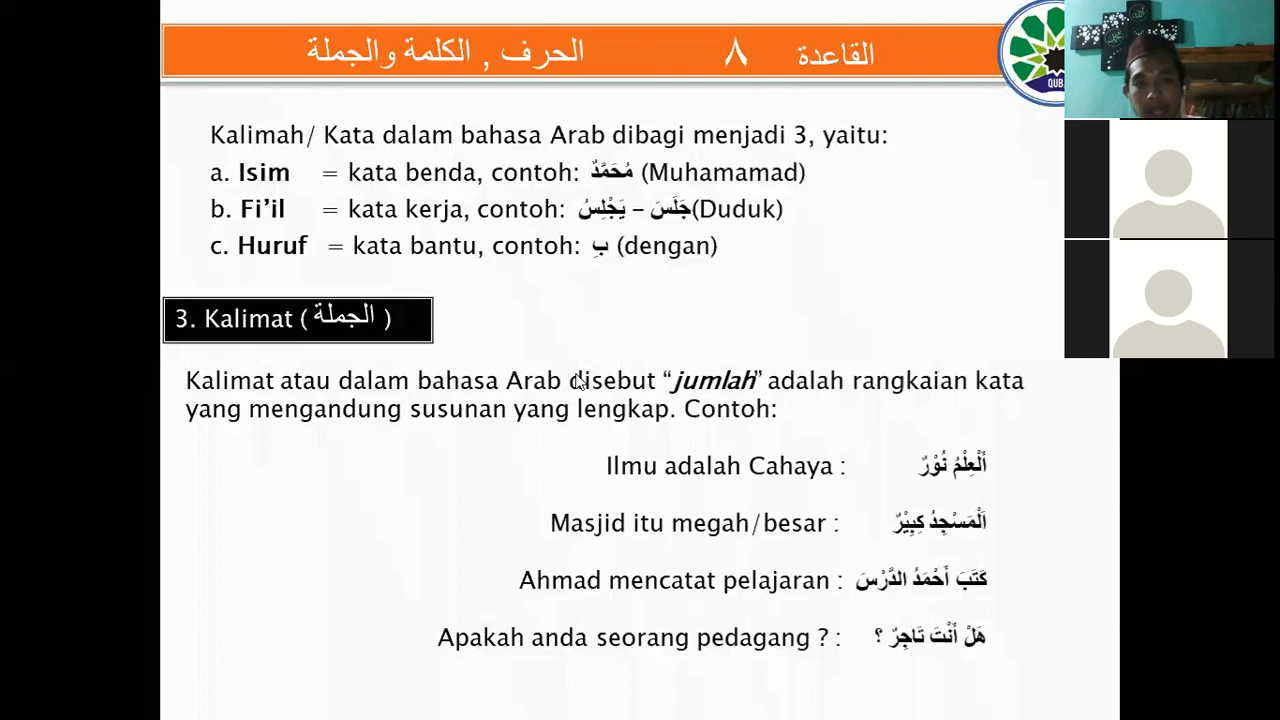 القاعدة ٨ الحرف , الكلمة والجملة
QUB
Kalimah/ Kata dalam bahasa Arab dibagi menjadi 3, yaitu:
a. Isim = kata benda, contoh: مُحَمَّدٌ (Muhamamad)
b. Fi’il = kata kerja, contoh: جَلَسَ – يَجْلِسُ(Duduk)
c. Huruf = kata bantu, contoh: بِ (dengan)
3. Kalimat ( الجملة )
Kalimat atau dalam bahasa Arab disebut “jumlah” adalah rangkaian kata
yang mengandung susunan yang lengkap. Contoh:
Ilmu adalah Cahaya : أَلْعِلْمُ نُوْرٌ
Masjid itu megah/besar : اَلْمَسْجِدُ كَبِيْرٌ
Ahmad mencatat pelajaran : كَتَبَ أَحْمَدُ الدَّرْسَ
Apakah anda seorang pedagang ? : هَلْ أَنْتَ تَاجِرٌ ؟